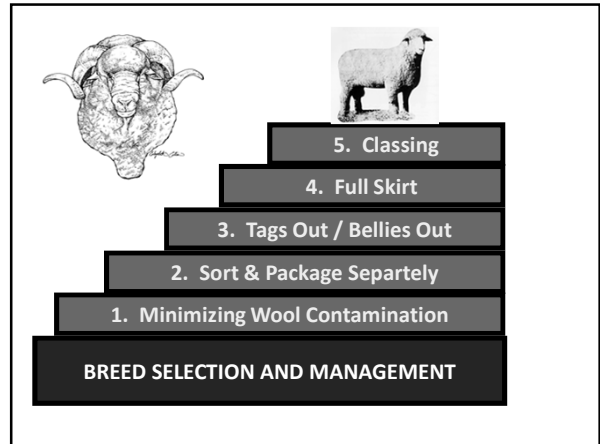 5. Classing
4. Full Skirt
3. Tags Out / Bellies Out
2. Sort & Package Separtely
1. Minimizing Wool Contamination
BREED SELECTION AND MANAGEMENT